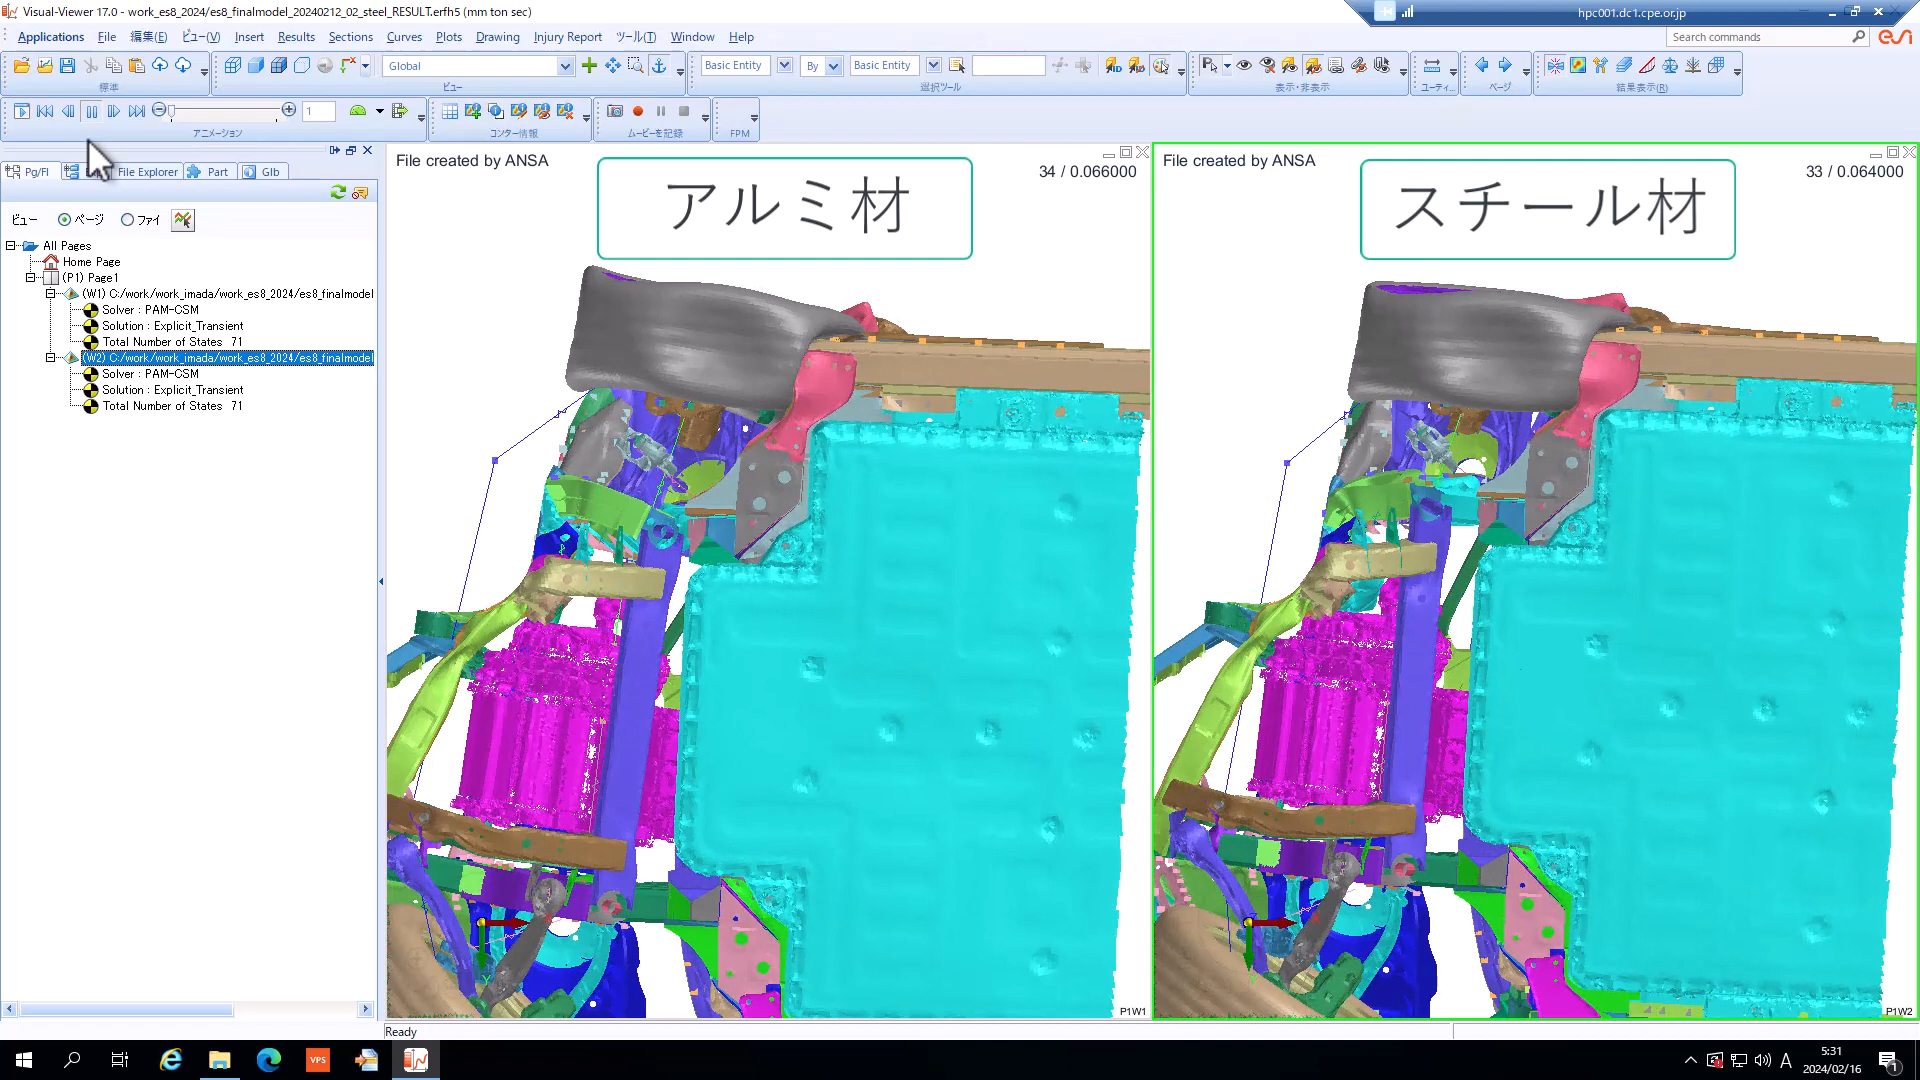 Visual-Viewer 17.0 - work_es8_2024/es8_finalmodel_20240212_02_steel_RESULT.erfh5 (mm ton sec)
hpc001.dc1.cpe.or.jp
Applications File 編集(E) ビュー(V) Insert Results Sections Curves Plots Drawing Injury Report ツール(T) Window Help
Search commands
esi
Global
Basic Entity
By
Basic Entity
標準
ビュー
選択ツール
表示・非表示
ユーティ...
ページ
結果表示(R)
1
アニメーション
コンター情報
ムービーを記録
FPM
Pg/Fl
File Explorer
Part
Glb
ビュー ページ ファイ
All Pages
Home Page
(P1) Page1
(W1) C:/work/work_imada/work_es8_2024/es8_finalmodel
Solver : PAM-CSM
Solution : Explicit_Transient
Total Number of States 71
(W2) C:/work/work_imada/work_es8_2024/es8_finalmodel
Solver : PAM-CSM
Solution : Explicit_Transient
Total Number of States 71
File created by ANSA
アルミ材
34 / 0.066000
P1W1
File created by ANSA
スチール材
33 / 0.064000
P1W2
Ready
VPS
A
5:31
2024/02/16
1